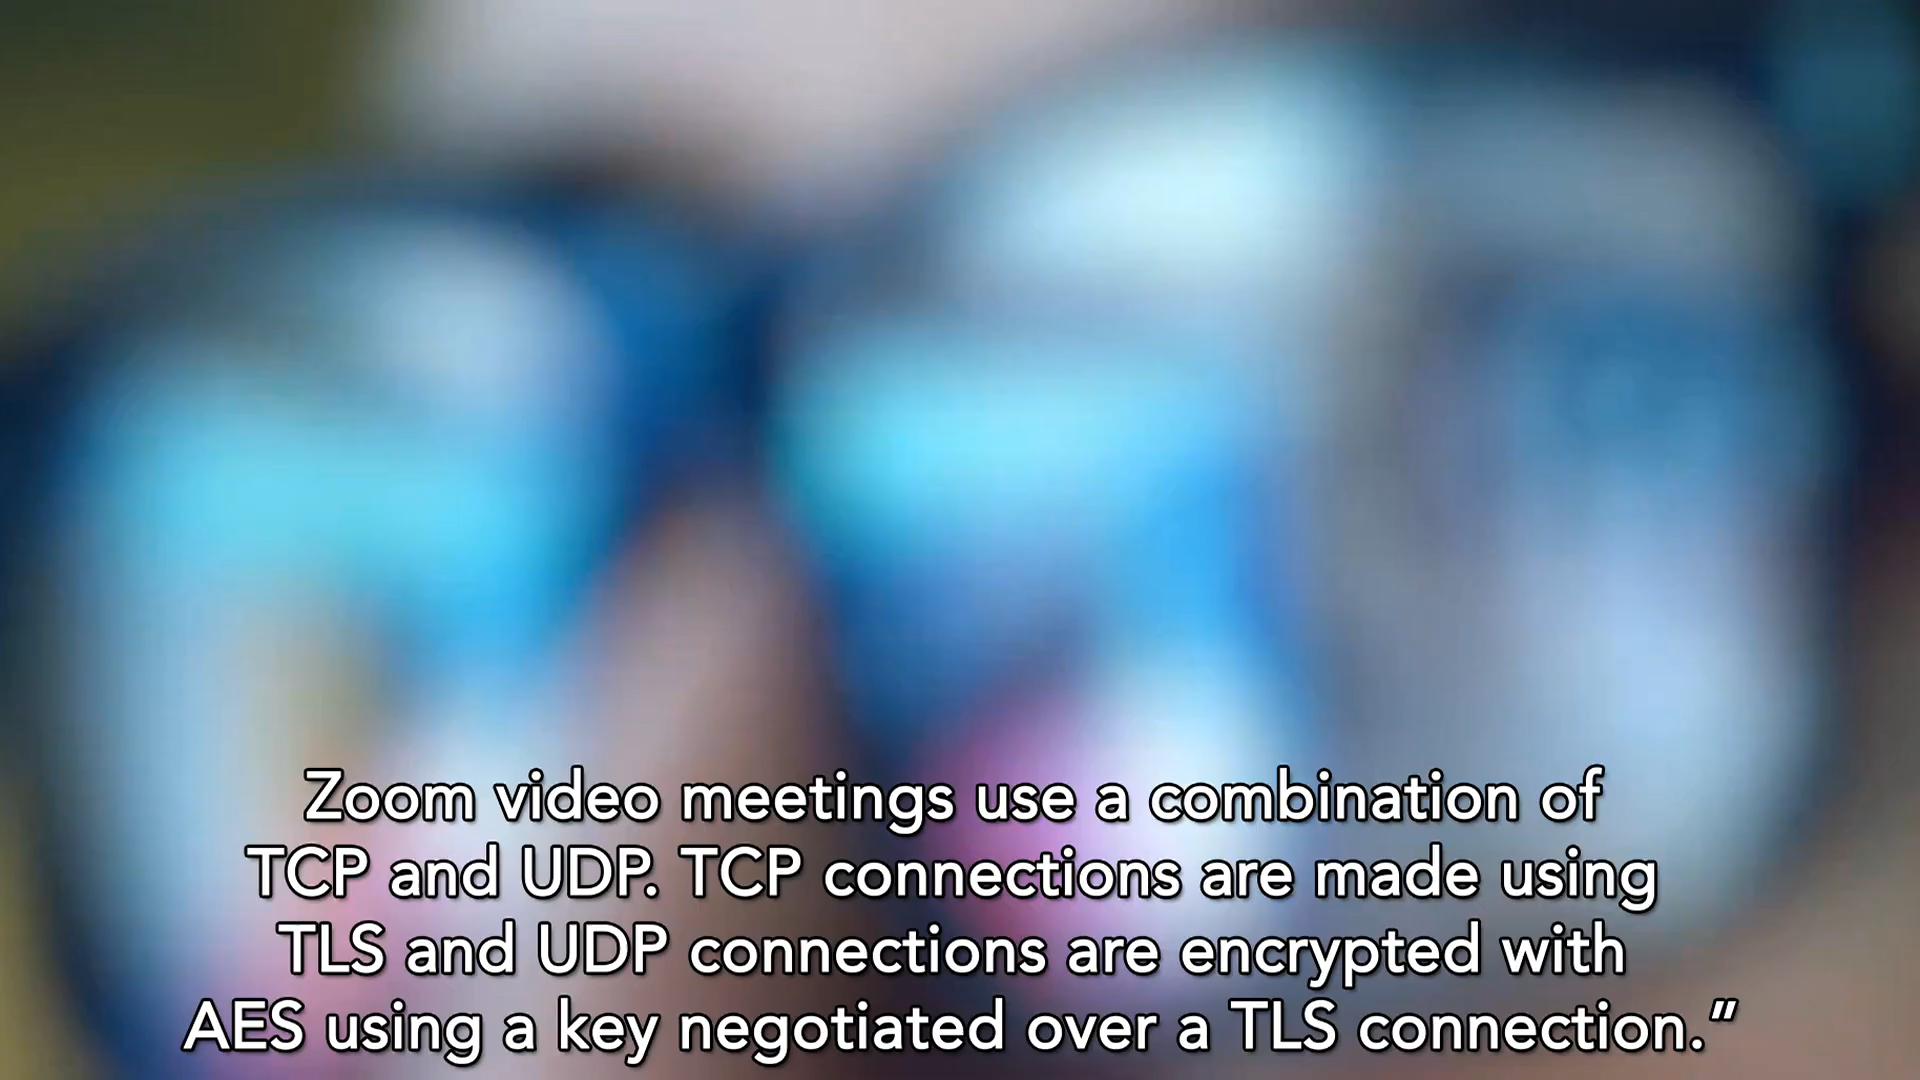 Zoom video meetings use a combination of
TCP and UDP. TCP connections are made using
TLS and UDP connections are encrypted with
AES using a key negotiated over a TLS connection.”